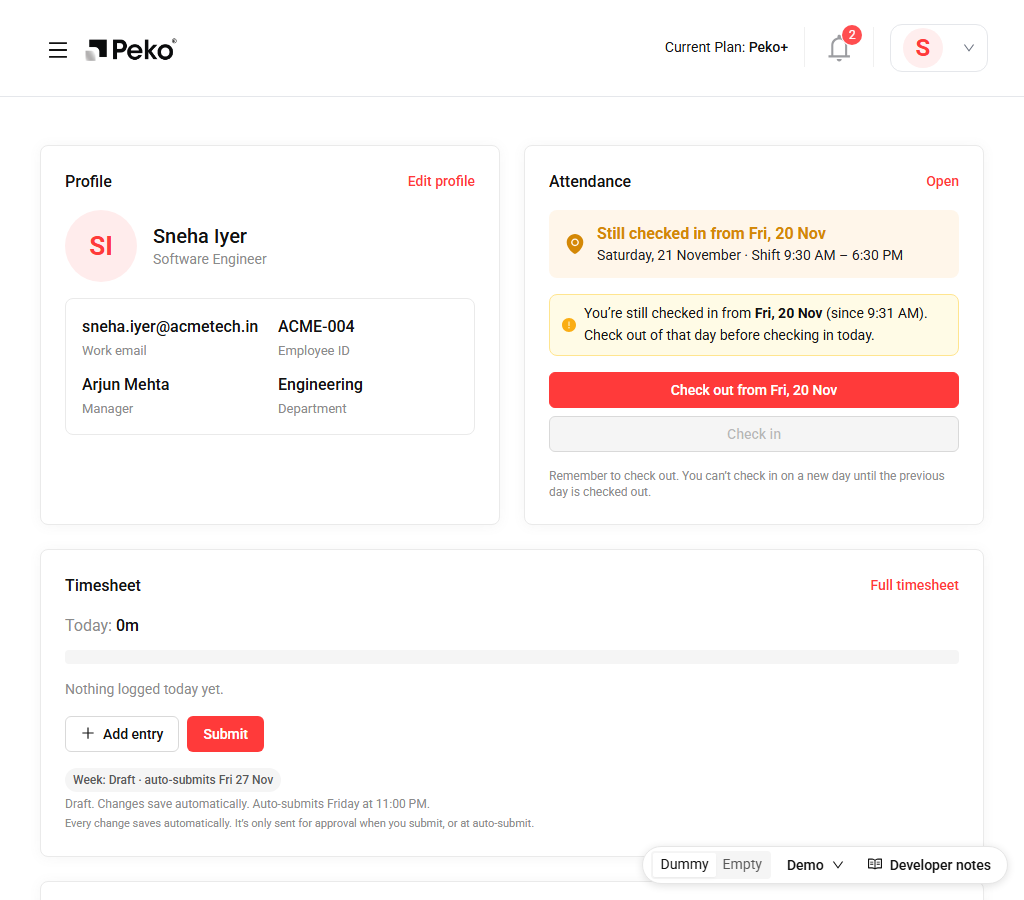 Peko®
Current Plan: Peko+
2
S
Profile
Edit profile
SI
Sneha Iyer
Software Engineer
sneha.iyer@acmetech.in
Work email
ACME-004
Employee ID
Arjun Mehta
Manager
Engineering
Department
Attendance
Open
Still checked in from Fri, 20 Nov
Saturday, 21 November · Shift 9:30 AM – 6:30 PM
You’re still checked in from Fri, 20 Nov (since 9:31 AM).
Check out of that day before checking in today.
Check out from Fri, 20 Nov
Check in
Remember to check out. You can’t check in on a new day until the previous
day is checked out.
Timesheet
Full timesheet
Today: 0m
Nothing logged today yet.
Add entry
Submit
Week: Draft · auto-submits Fri 27 Nov
Draft. Changes save automatically. Auto-submits Friday at 11:00 PM.
Every change saves automatically. It’s only sent for approval when you submit, or at auto-submit.
Dummy
Empty
Demo
Developer notes